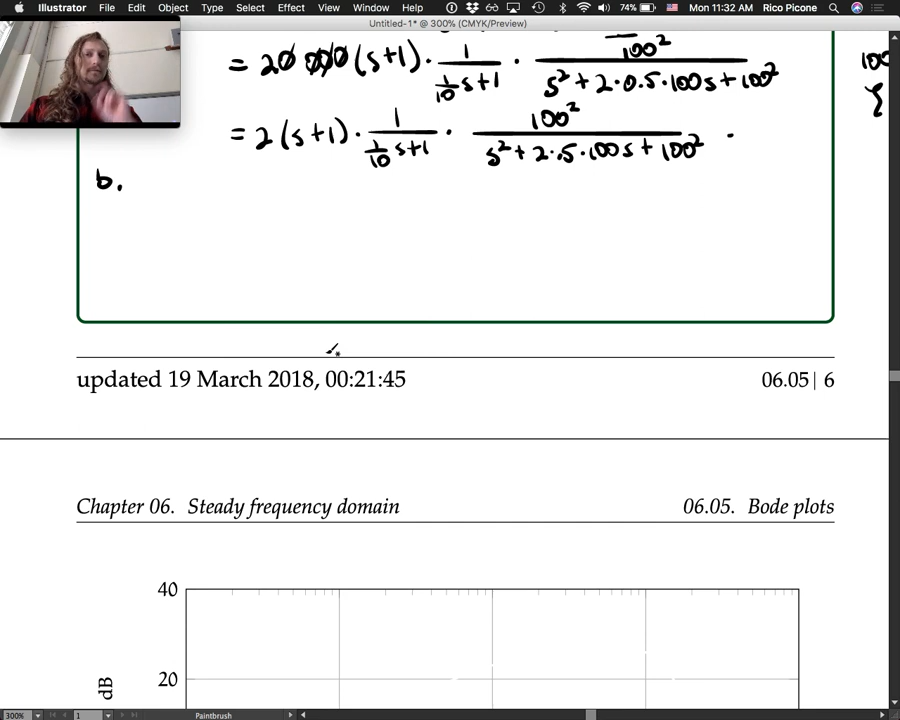 Illustrator File Edit Object Type Select Effect View Window Help 74% Mon 11:32 AM Rico Picone
Untitled-1* @ 300% (CMYK/Preview)
= 20 000 (s+1) · 1 / (1/10 s+1) · 100² / (s² + 2·0.5·100s + 100²)
100
ζ
= 2 (s+1) · 1 / (1/10 s+1) · 100² / (s² + 2·.5·100s + 100²) .
b.
updated 19 March 2018, 00:21:45 06.05 | 6
Chapter 06. Steady frequency domain 06.05. Bode plots
40
20
dB
300% 1 Paintbrush